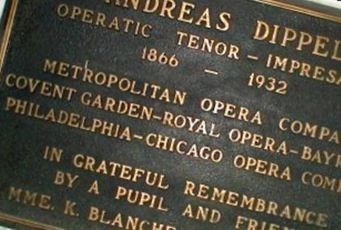 ANDREAS DIPPEL
OPERATIC TENOR - IMPRESA
1866 - 1932
METROPOLITAN OPERA COMPA
COVENT GARDEN-ROYAL OPERA-BAYR
PHILADELPHIA-CHICAGO OPERA COM
IN GRATEFUL REMEMBRANCE
BY A PUPIL AND FRIEN
MME. K. BLANCHE